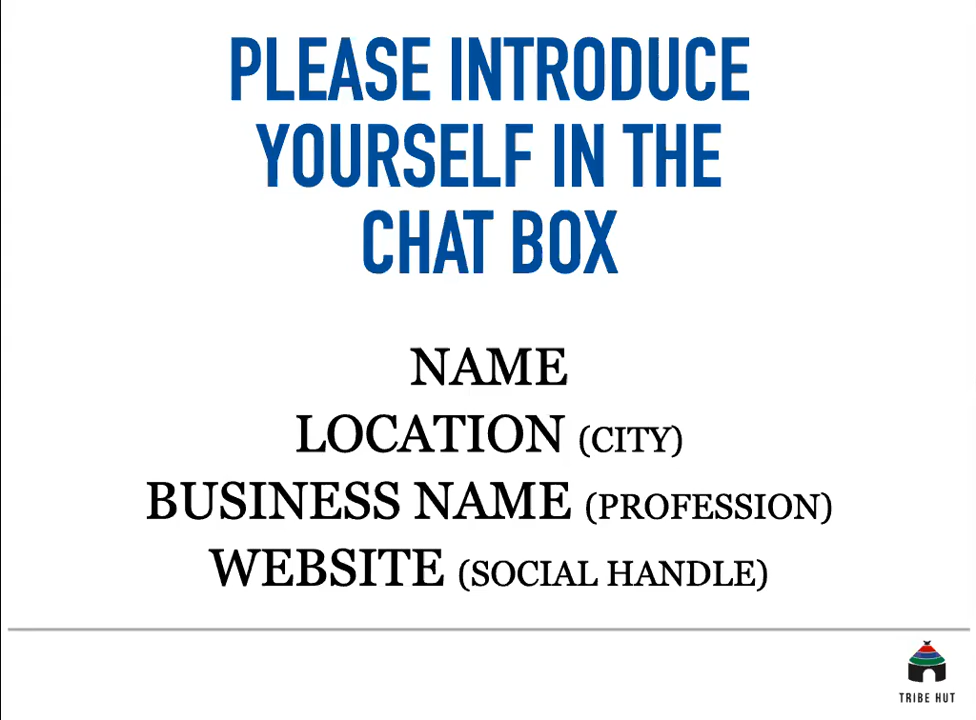 PLEASE INTRODUCE
YOURSELF IN THE
CHAT BOX
NAME
LOCATION (CITY)
BUSINESS NAME (PROFESSION)
WEBSITE (SOCIAL HANDLE)
TRIBE HUT